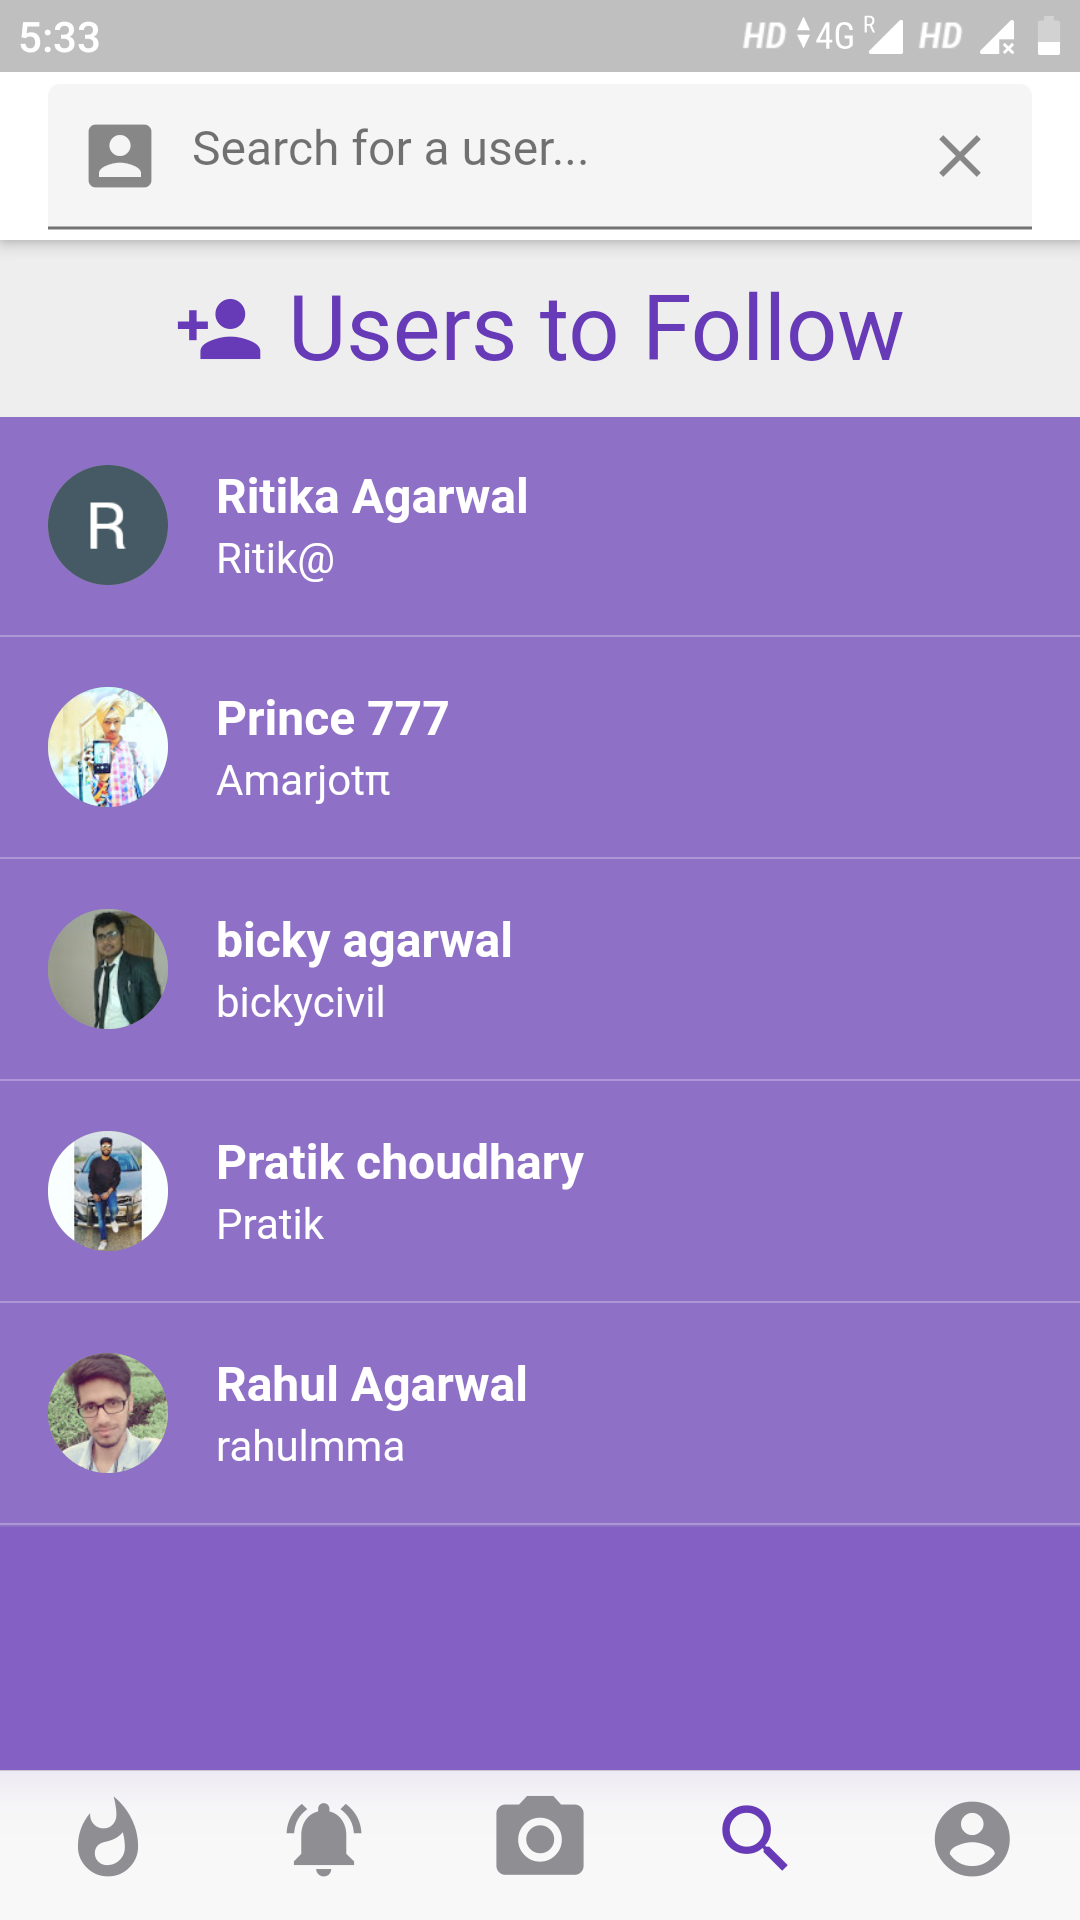 5:33 HD 4G R HD
Search for a user...
Users to Follow
R
Ritika Agarwal
Ritik@
Prince 777
Amarjotπ
bicky agarwal
bickycivil
Pratik choudhary
Pratik
Rahul Agarwal
rahulmma